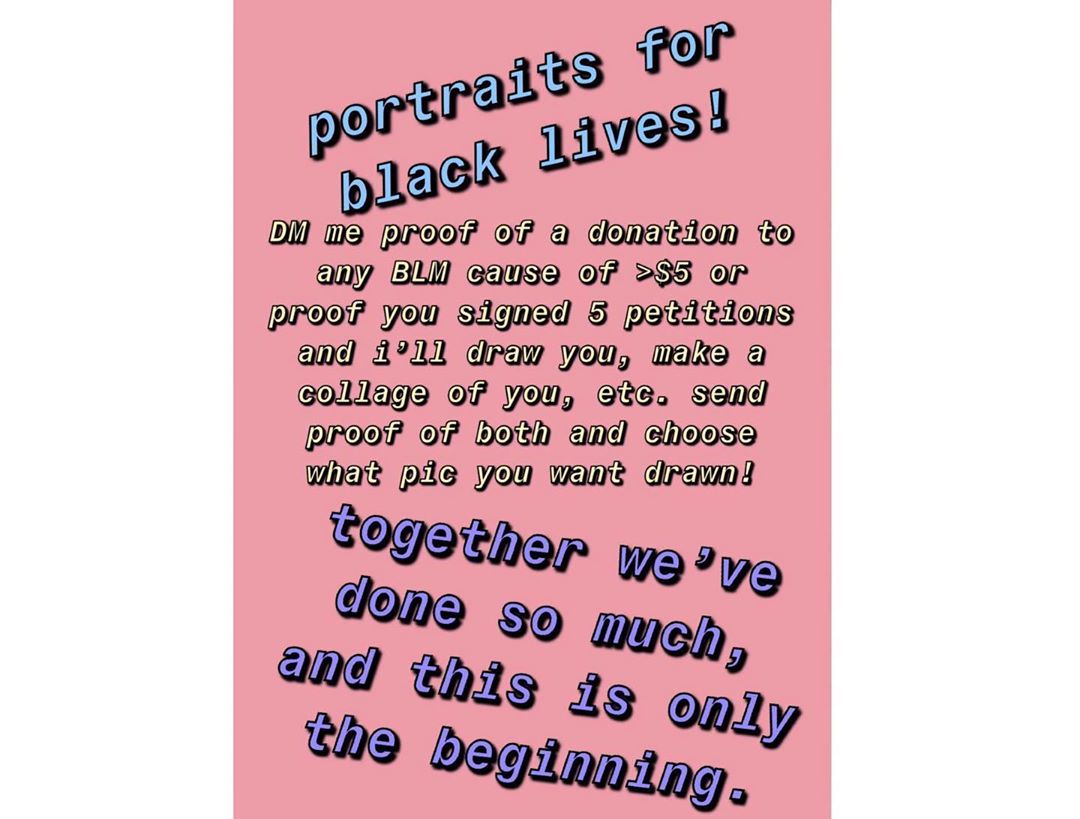 portraits for
black lives!
DM me proof of a donation to
any BLM cause of >$5 or
proof you signed 5 petitions
and i’ll draw you, make a
collage of you, etc. send
proof of both and choose
what pic you want drawn!
together we’ve
done so much,
and this is only
the beginning.